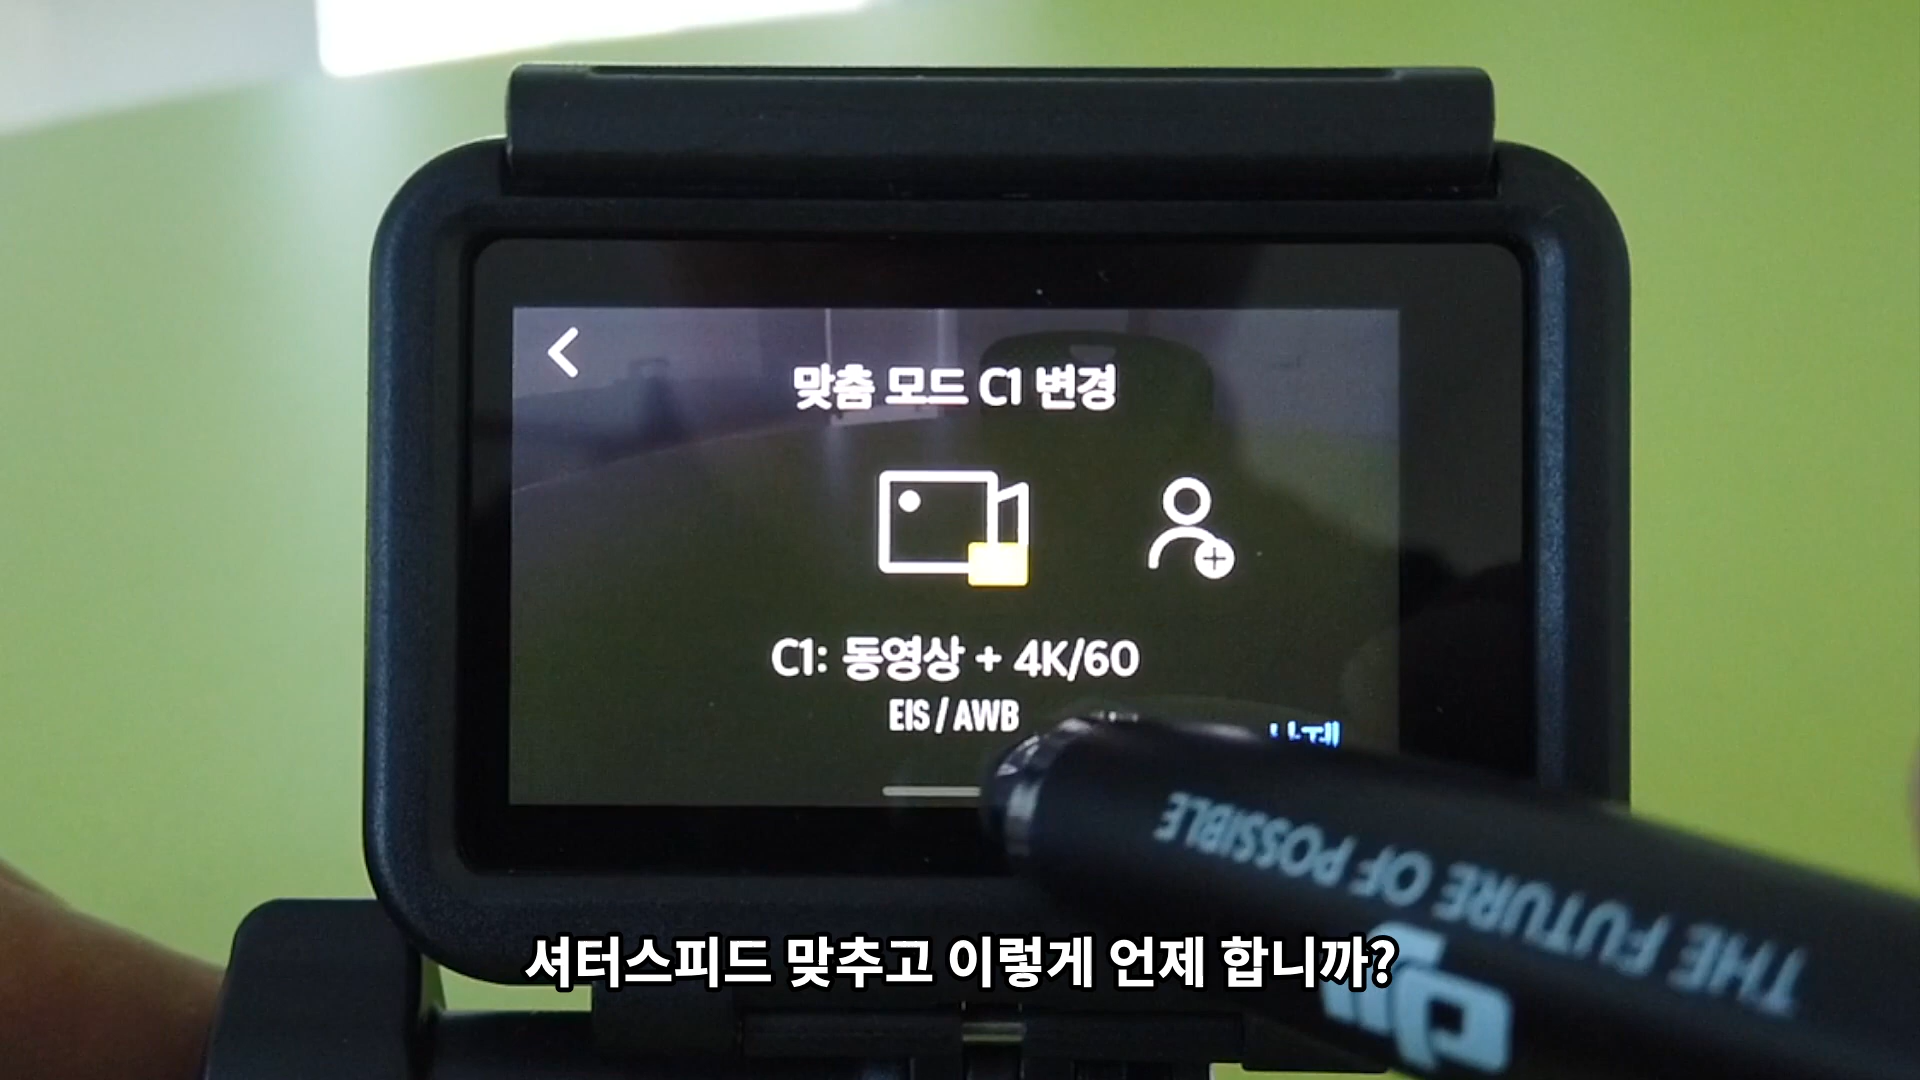 맞춤 모드 C1 변경
C1: 동영상 + 4K/60
EIS / AWB
THE FUTURE OF POSSIBLE
dji
셔터스피드 맞추고 이렇게 언제 합니까?